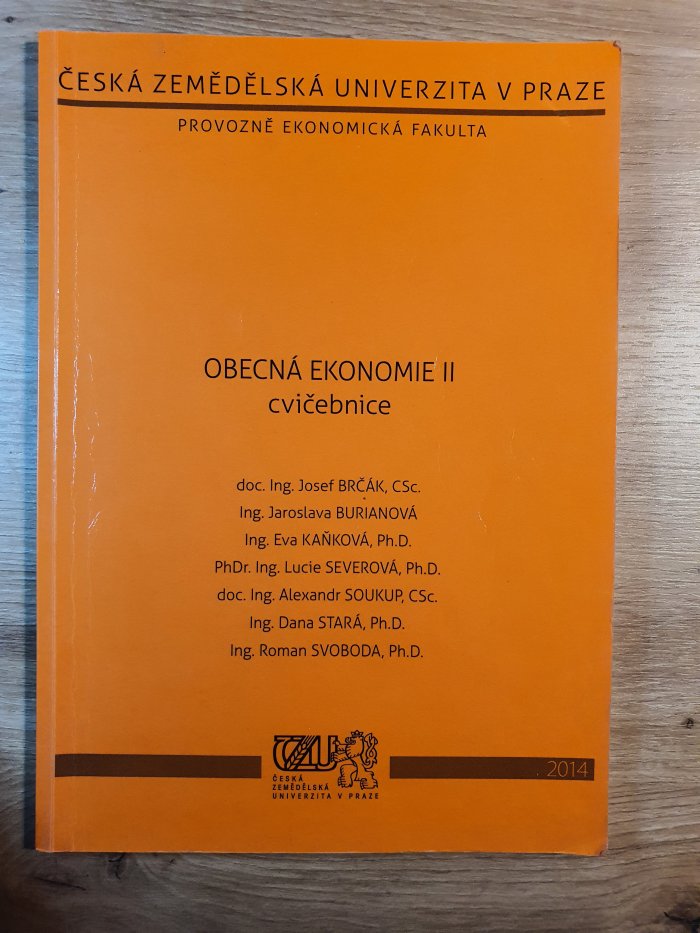 ČESKÁ ZEMĚDĚLSKÁ UNIVERZITA V PRAZE
PROVOZNĚ EKONOMICKÁ FAKULTA
OBECNÁ EKONOMIE II
cvičebnice
doc. Ing. Josef BRČÁK, CSc.
Ing. Jaroslava BURIANOVÁ
Ing. Eva KAŇKOVÁ, Ph.D.
PhDr. Ing. Lucie SEVEROVÁ, Ph.D.
doc. Ing. Alexandr SOUKUP, CSc.
Ing. Dana STARÁ, Ph.D.
Ing. Roman SVOBODA, Ph.D.
ČZU
ČESKÁ
ZEMĚDĚLSKÁ
UNIVERZITA V PRAZE
2014